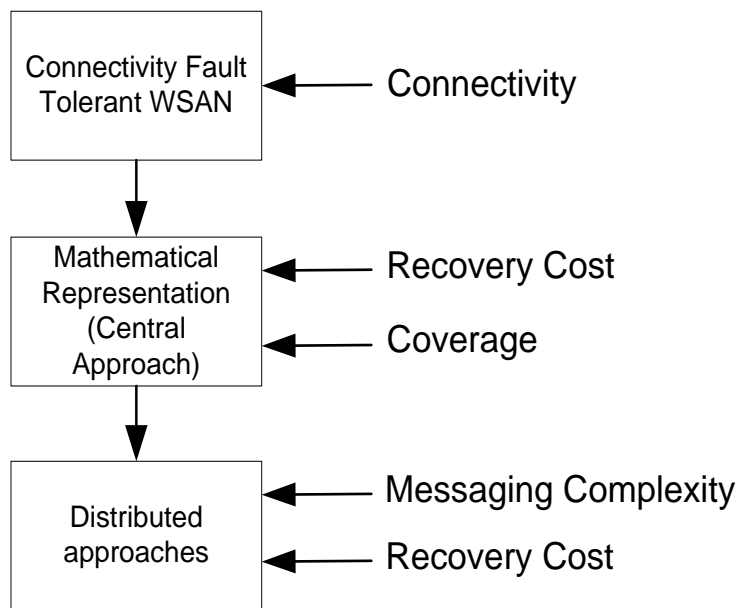 Connectivity Fault
Tolerant WSAN
Connectivity
Mathematical
Representation
(Central
Approach)
Recovery Cost
Coverage
Distributed
approaches
Messaging Complexity
Recovery Cost